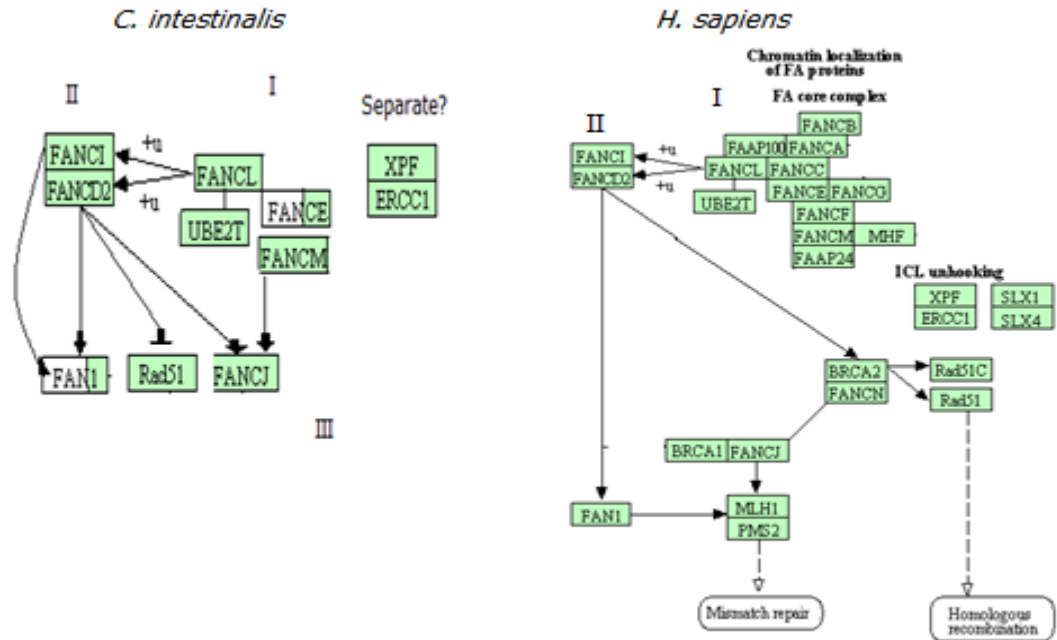 C. intestinalis
H. sapiens
II
I
Separate?
+u
FANCI
FANCD2
+u
FANCL
FANCE
UBE2T
FANCM
XPF
ERCC1
FAN1
Rad51
FANCJ
III
Chromatin localization
of FA proteins
I
FA core complex
II
FANCB
+u
FAAP100
FANCA
FANCI
FANCL
FANCC
FANCD2
+u
FANCE
FANCG
UBE2T
FANCF
FANCM
MHF
FAAP24
ICL unhooking
XPF
SLX1
ERCC1
SLX4
BRCA2
Rad51C
FANCN
Rad51
BRCA1
FANCJ
FAN1
MLH1
PMS2
Mismatch repair
Homologous
recombination